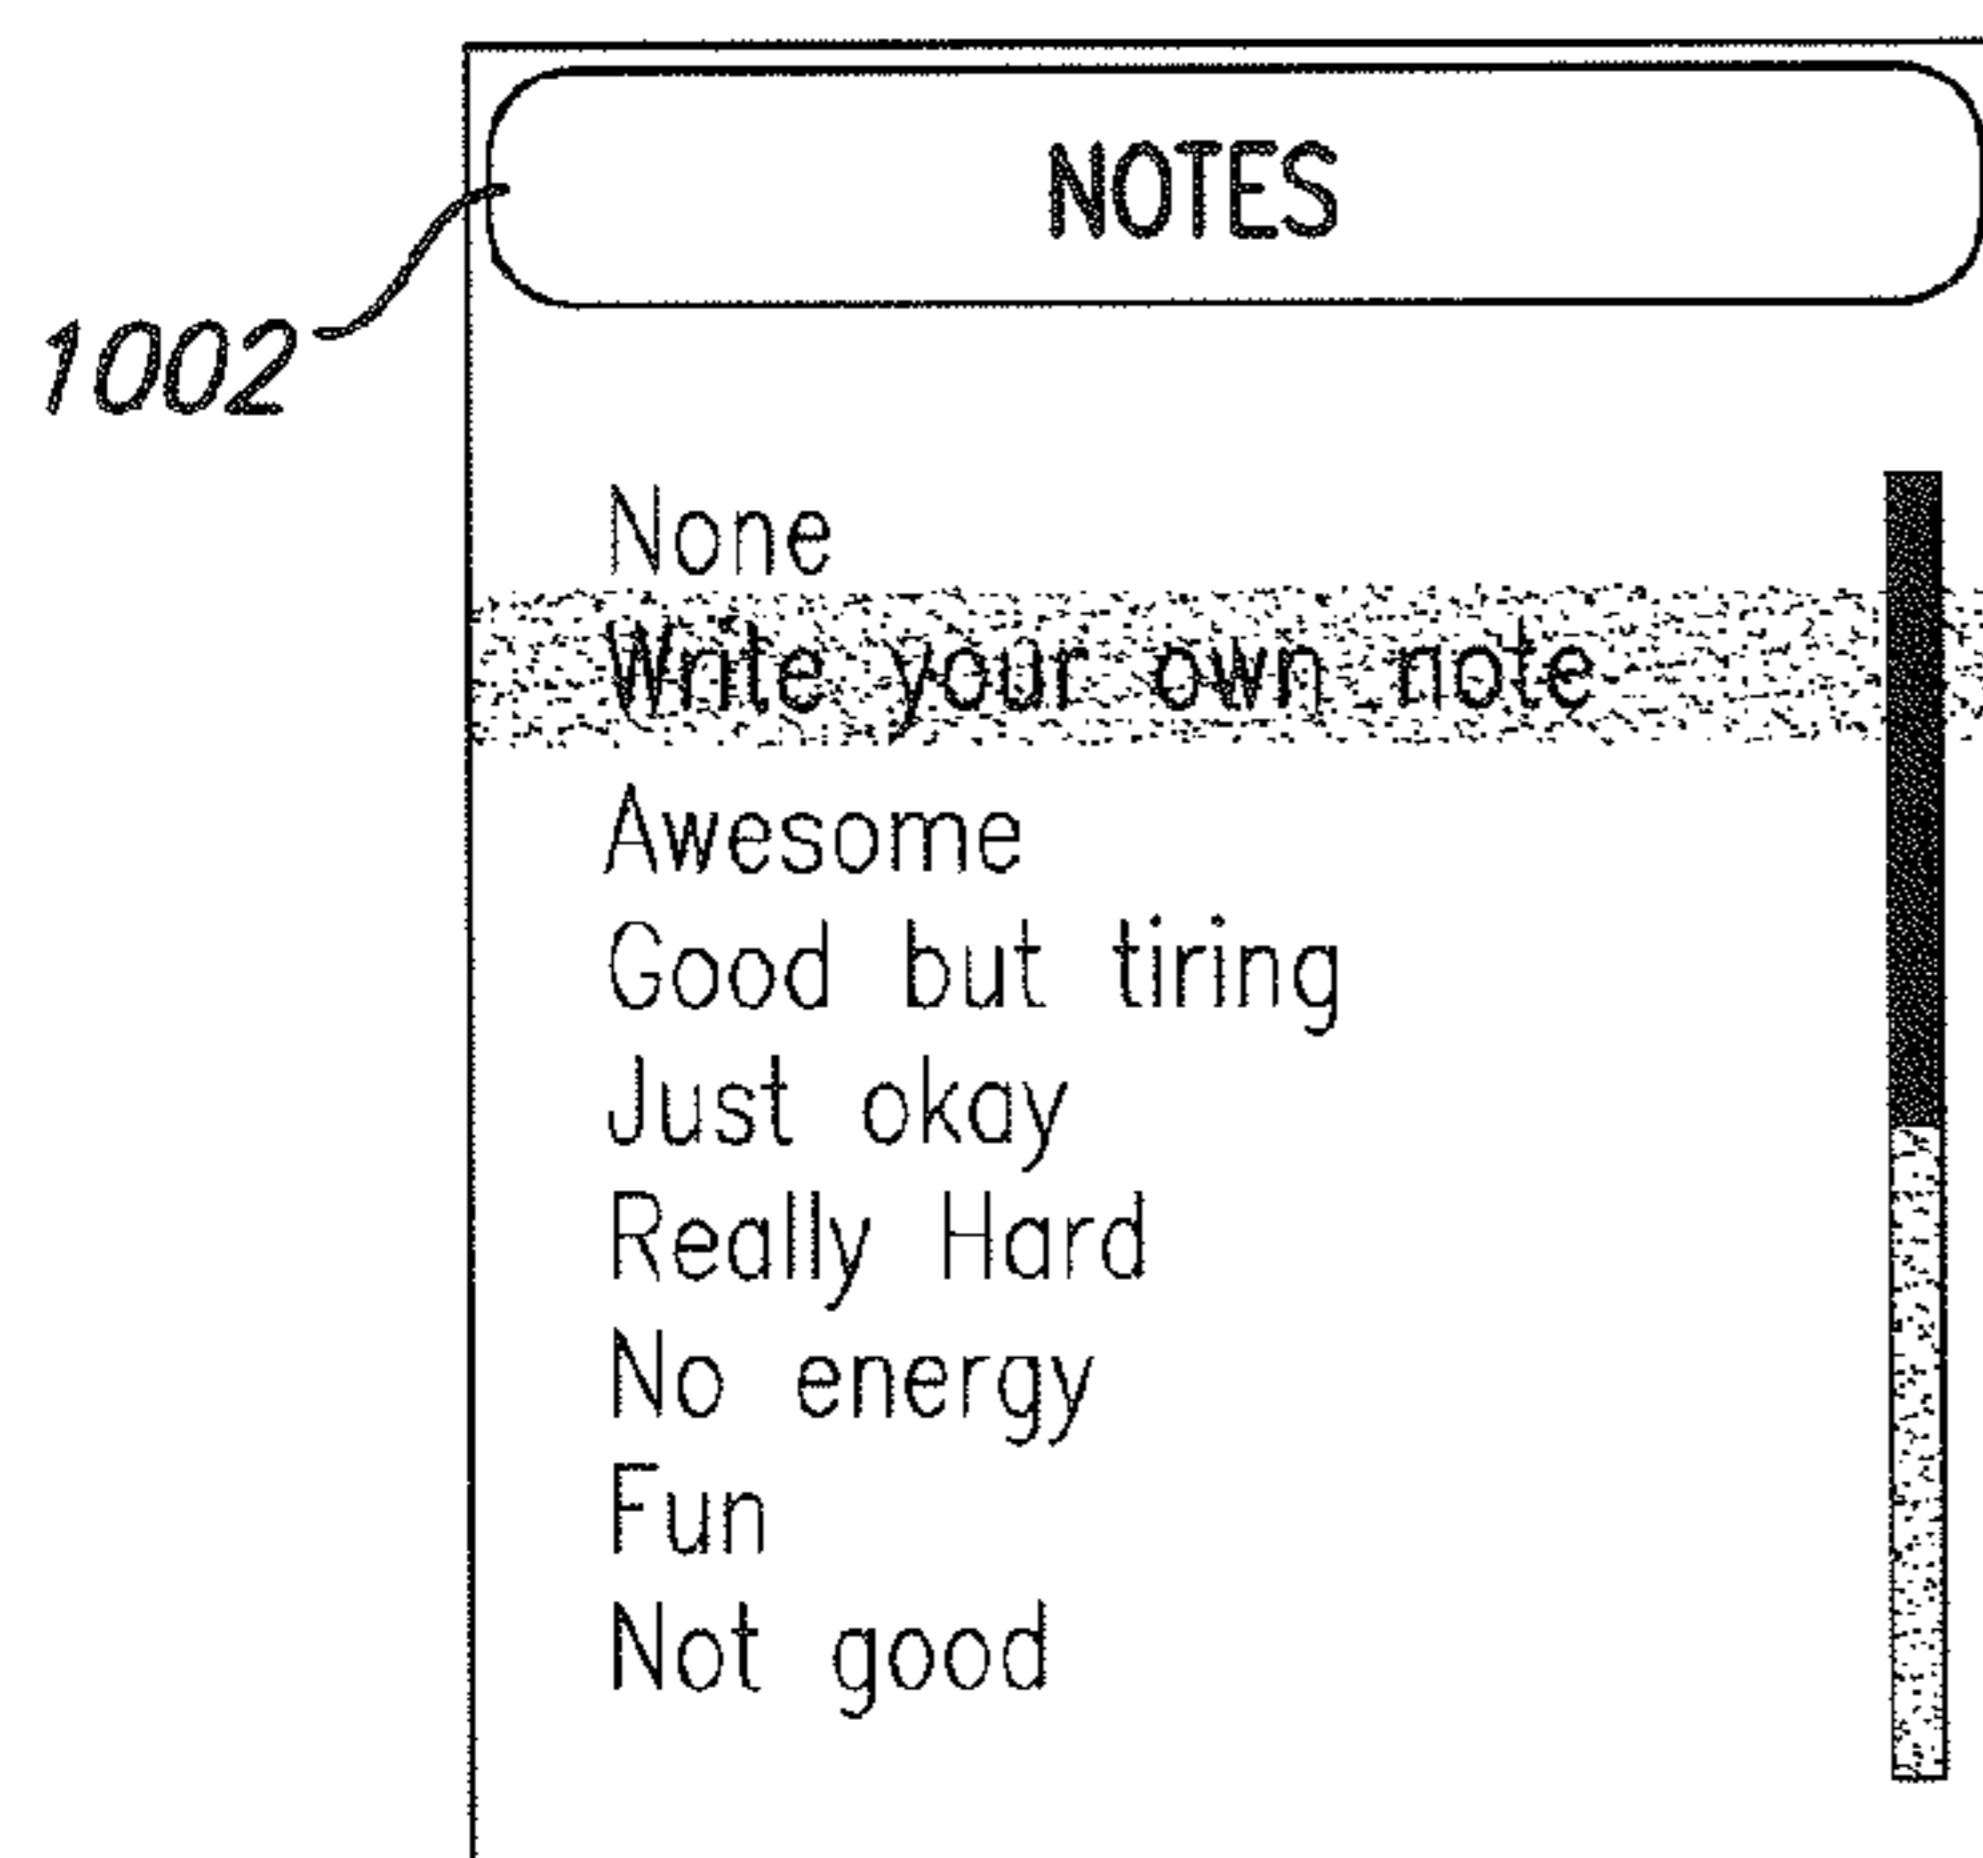 NOTES
1002
None
Write your own note
Awesome
Good but tiring
Just okay
Really Hard
No energy
Fun
Not good